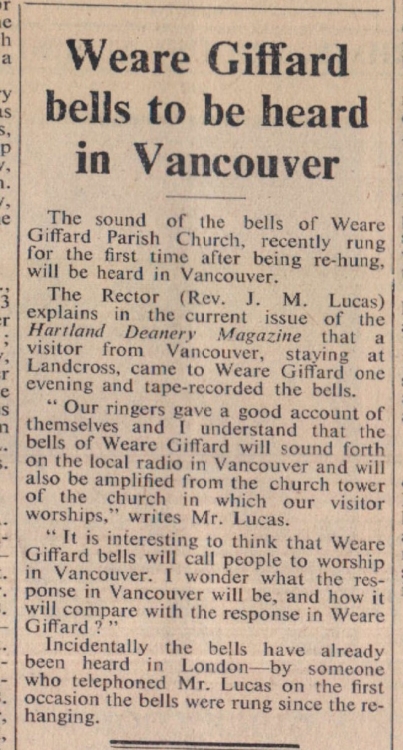 Weare Giffard
bells to be heard
in Vancouver
The sound of the bells of Weare
Giffard Parish Church, recently rung
for the first time after being re-hung,
will be heard in Vancouver.
The Rector (Rev. J. M. Lucas)
explains in the current issue of the
Hartland Deanery Magazine that a
visitor from Vancouver, staying at
Landcross, came to Weare Giffard one
evening and tape-recorded the bells.
" Our ringers gave a good account of
themselves and I understand that the
bells of Weare Giffard will sound forth
on the local radio in Vancouver and will
also be amplified from the church tower
of the church in which our visitor
worships," writes Mr. Lucas.
" It is interesting to think that Weare
Giffard bells will call people to worship
in Vancouver. I wonder what the res-
ponse in Vancouver will be, and how it
will compare with the response in Weare
Giffard ? "
Incidentally the bells have already
been heard in London—by someone
who telephoned Mr. Lucas on the first
occasion the bells were rung since the re-
hanging.